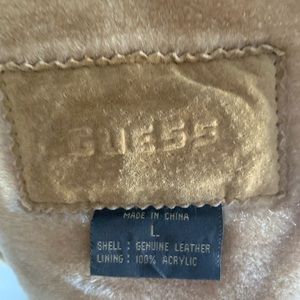 GUESS
MADE IN CHINA
L
SHELL : GENUINE LEATHER
LINING : 100% ACRYLIC